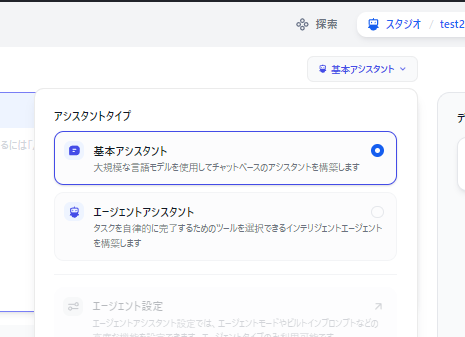 探索
スタジオ / test2
基本アシスタント
アシスタントタイプ
基本アシスタント
大規模な言語モデルを使用してチャットベースのアシスタントを構築します
るには「
デ
エージェントアシスタント
タスクを自律的に完了するためのツールを選択できるインテリジェントエージェント
を構築します
エージェント設定
エージェントアシスタント設定では、エージェントモードやビルトインプロンプトなどの